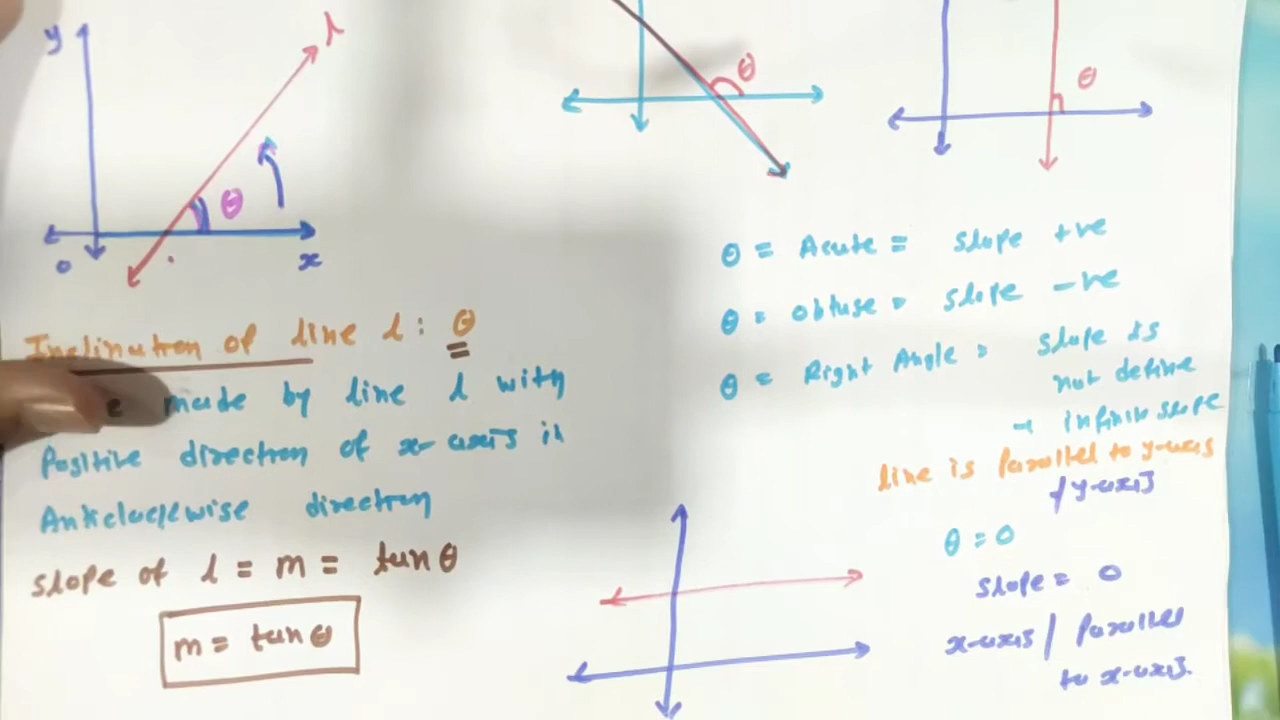 y
l
θ
o
x
Inclination of line l: θ
made by line l with
Positive direction of x-axis in
Anticlockwise direction
slope of l = m = tanθ
m = tanθ
θ
θ
θ = Acute = slope +ve
θ = obtuse = slope -ve
θ = Right Angle = slope is
not define
→ infinite slope
line is Parallel to y-axis
/y-axis
θ = 0
slope = 0
x-axis / Parallel
to x-axis.